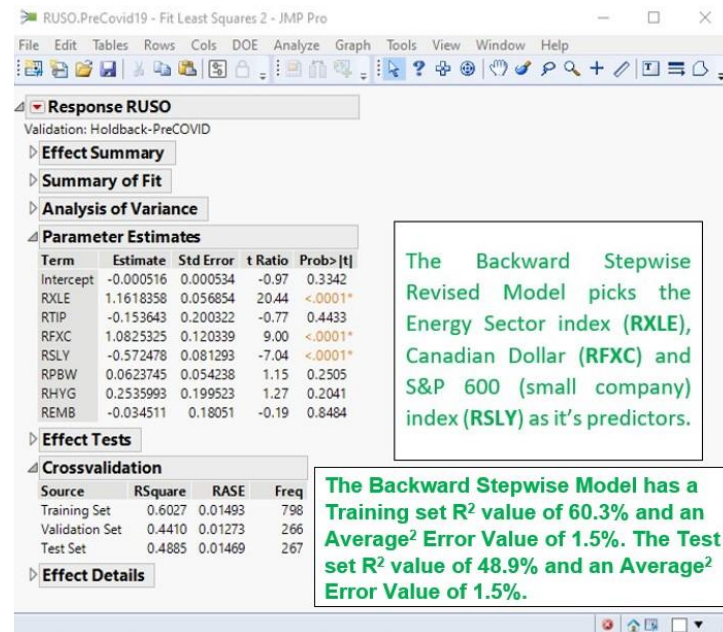 RUSO.PreCovid19 - Fit Least Squares 2 - JMP Pro
File Edit Tables Rows Cols DOE Analyze Graph Tools View Window Help
Response RUSO
Validation: Holdback-PreCOVID
Effect Summary
Summary of Fit
Analysis of Variance
Parameter Estimates
Term Estimate Std Error t Ratio Prob>|t|
Intercept -0.000516 0.000534 -0.97 0.3342
RXLE 1.1618358 0.056854 20.44 <.0001*
RTIP -0.153643 0.200322 -0.77 0.4433
RFXC 1.0825325 0.120339 9.00 <.0001*
RSLY -0.572478 0.081293 -7.04 <.0001*
RPBW 0.0623745 0.054238 1.15 0.2505
RHYG 0.2535993 0.199523 1.27 0.2041
REMB -0.034511 0.18051 -0.19 0.8484
Effect Tests
Crossvalidation
Source RSquare RASE Freq
Training Set 0.6027 0.01493 798
Validation Set 0.4410 0.01273 266
Test Set 0.4885 0.01469 267
Effect Details
The Backward Stepwise
Revised Model picks the
Energy Sector index (RXLE),
Canadian Dollar (RFXC) and
S&P 600 (small company)
index (RSLY) as it's predictors.
The Backward Stepwise Model has a
Training set R² value of 60.3% and an
Average² Error Value of 1.5%. The Test
set R² value of 48.9% and an Average²
Error Value of 1.5%.